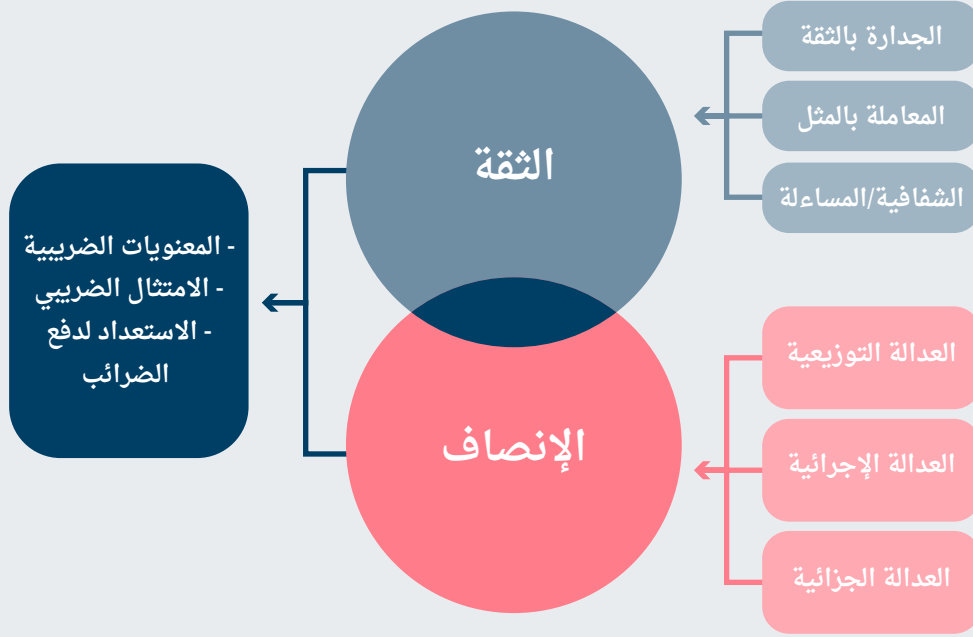 الجدارة بالثقة
المعاملة بالمثل
الشفافية/المساءلة
الثقة
- المعنويات الضريبية
- الامتثال الضريبي
- الاستعداد لدفع
الضرائب
العدالة التوزيعية
العدالة الإجرائية
العدالة الجزائية
الإنصاف